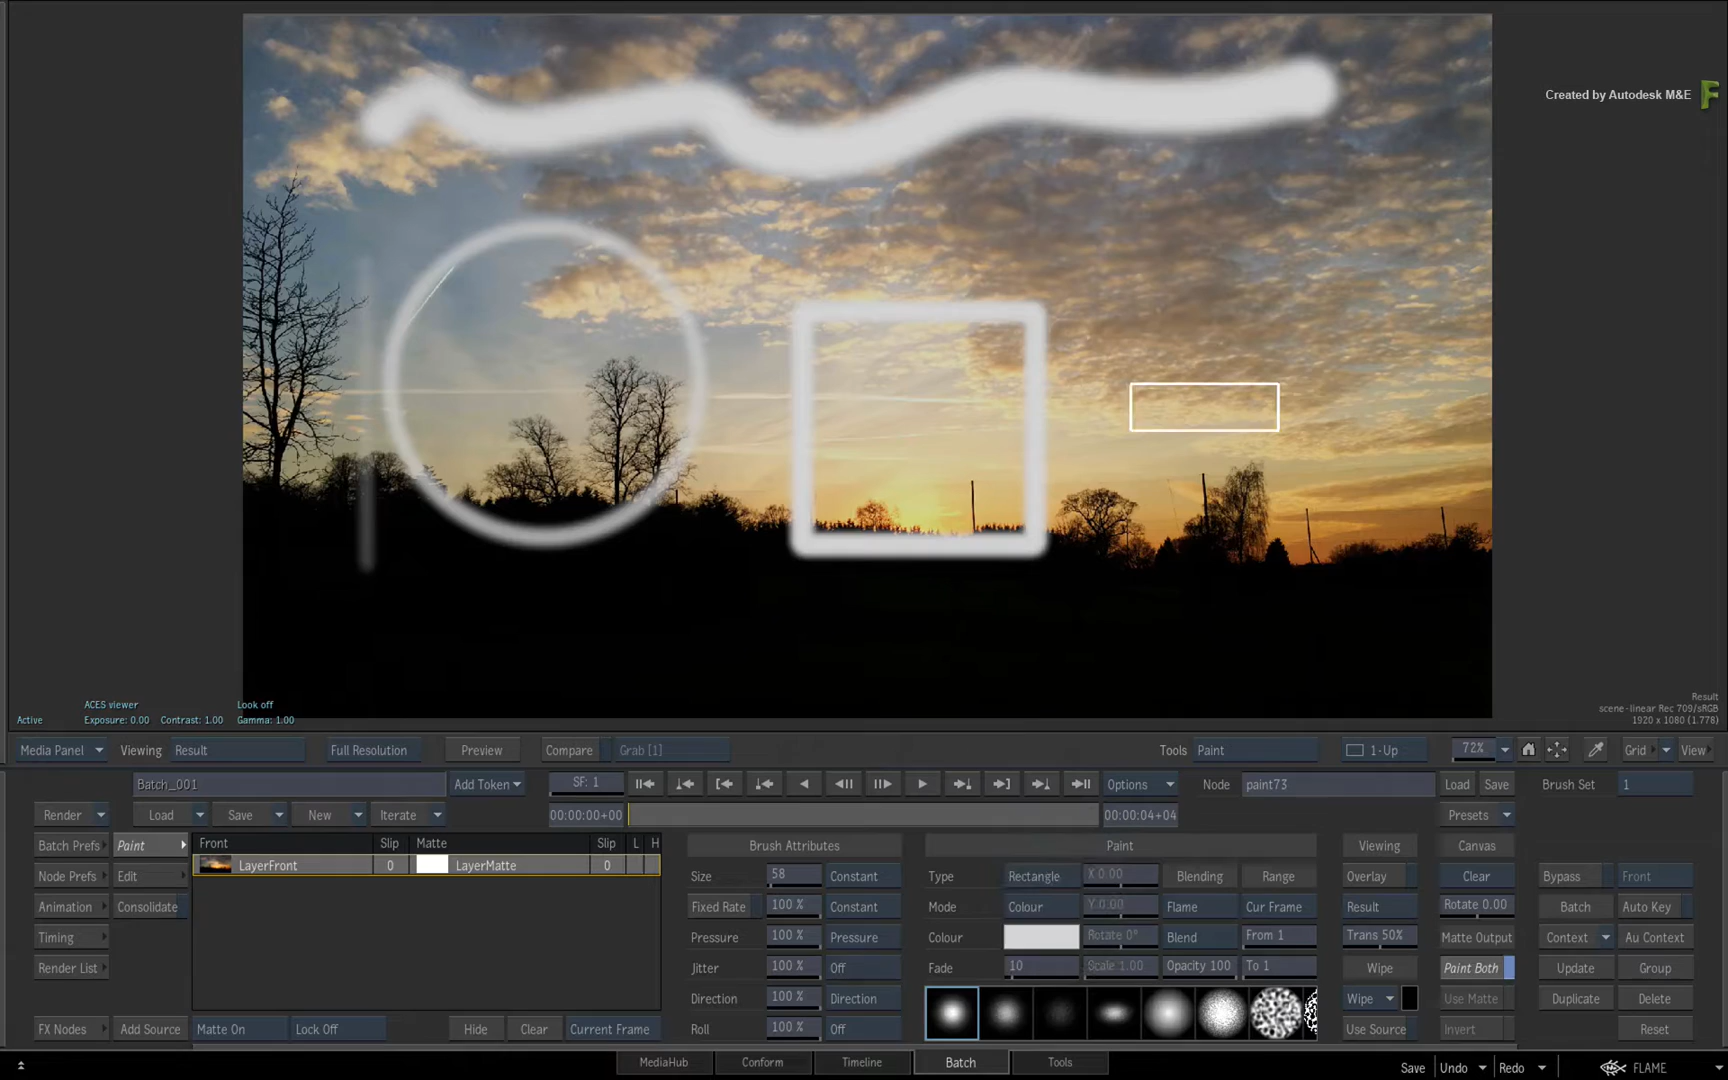 Created by Autodesk M&E
ACES viewer
Look off
Active
Exposure: 0.00
Contrast: 1.00
Gamma: 1.00
Result
scene-linear Rec 709/sRGB
1920 x 1080 (1.778)
Media Panel Viewing Result Full Resolution Preview Compare Grab [1] Tools Paint 1-Up 72% Grid View
Batch_001 Add Token SF: 1 Options Node paint73 Load Save Brush Set 1
Render Load Save New Iterate 00:00:00+00 00:00:04+04 Presets
Batch Prefs Paint Front Slip Matte Slip L H Brush Attributes Paint Viewing Canvas
LayerFront 0 LayerMatte 0
Node Prefs Edit Size 58 Constant Type Rectangle X 0.00 Blending Range Overlay Clear Bypass Front
Animation Consolidate Fixed Rate 100 % Constant Mode Colour Y 0.00 Flame Cur Frame Result Rotate 0.00 Batch Auto Key
Timing Pressure 100 % Pressure Colour Rotate 0° Blend From 1 Trans 50% Matte Output Context Au Context
Render List Jitter 100 % Off Fade 10 Scale 1.00 Opacity 100 To 1 Wipe Paint Both Update Group
Direction 100 % Direction Wipe Use Matte Duplicate Delete
FX Nodes Add Source Matte On Lock Off Hide Clear Current Frame Roll 100 % Off Use Source Invert Reset
MediaHub Conform Timeline Batch Tools Save Undo Redo FLAME